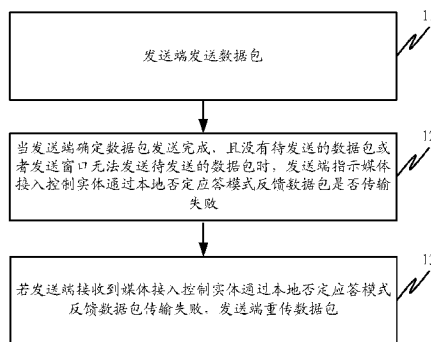 发送端发送数据包
当发送端确定数据包发送完成，且没有待发送的数据包或
者发送窗口无法发送待发送的数据包时，发送端指示媒体
接入控制实体通过本地否定应答模式反馈数据包是否传输
失败
若发送端接收到媒体接入控制实体通过本地否定应答模式
反馈数据包传输失败，发送端重传数据包